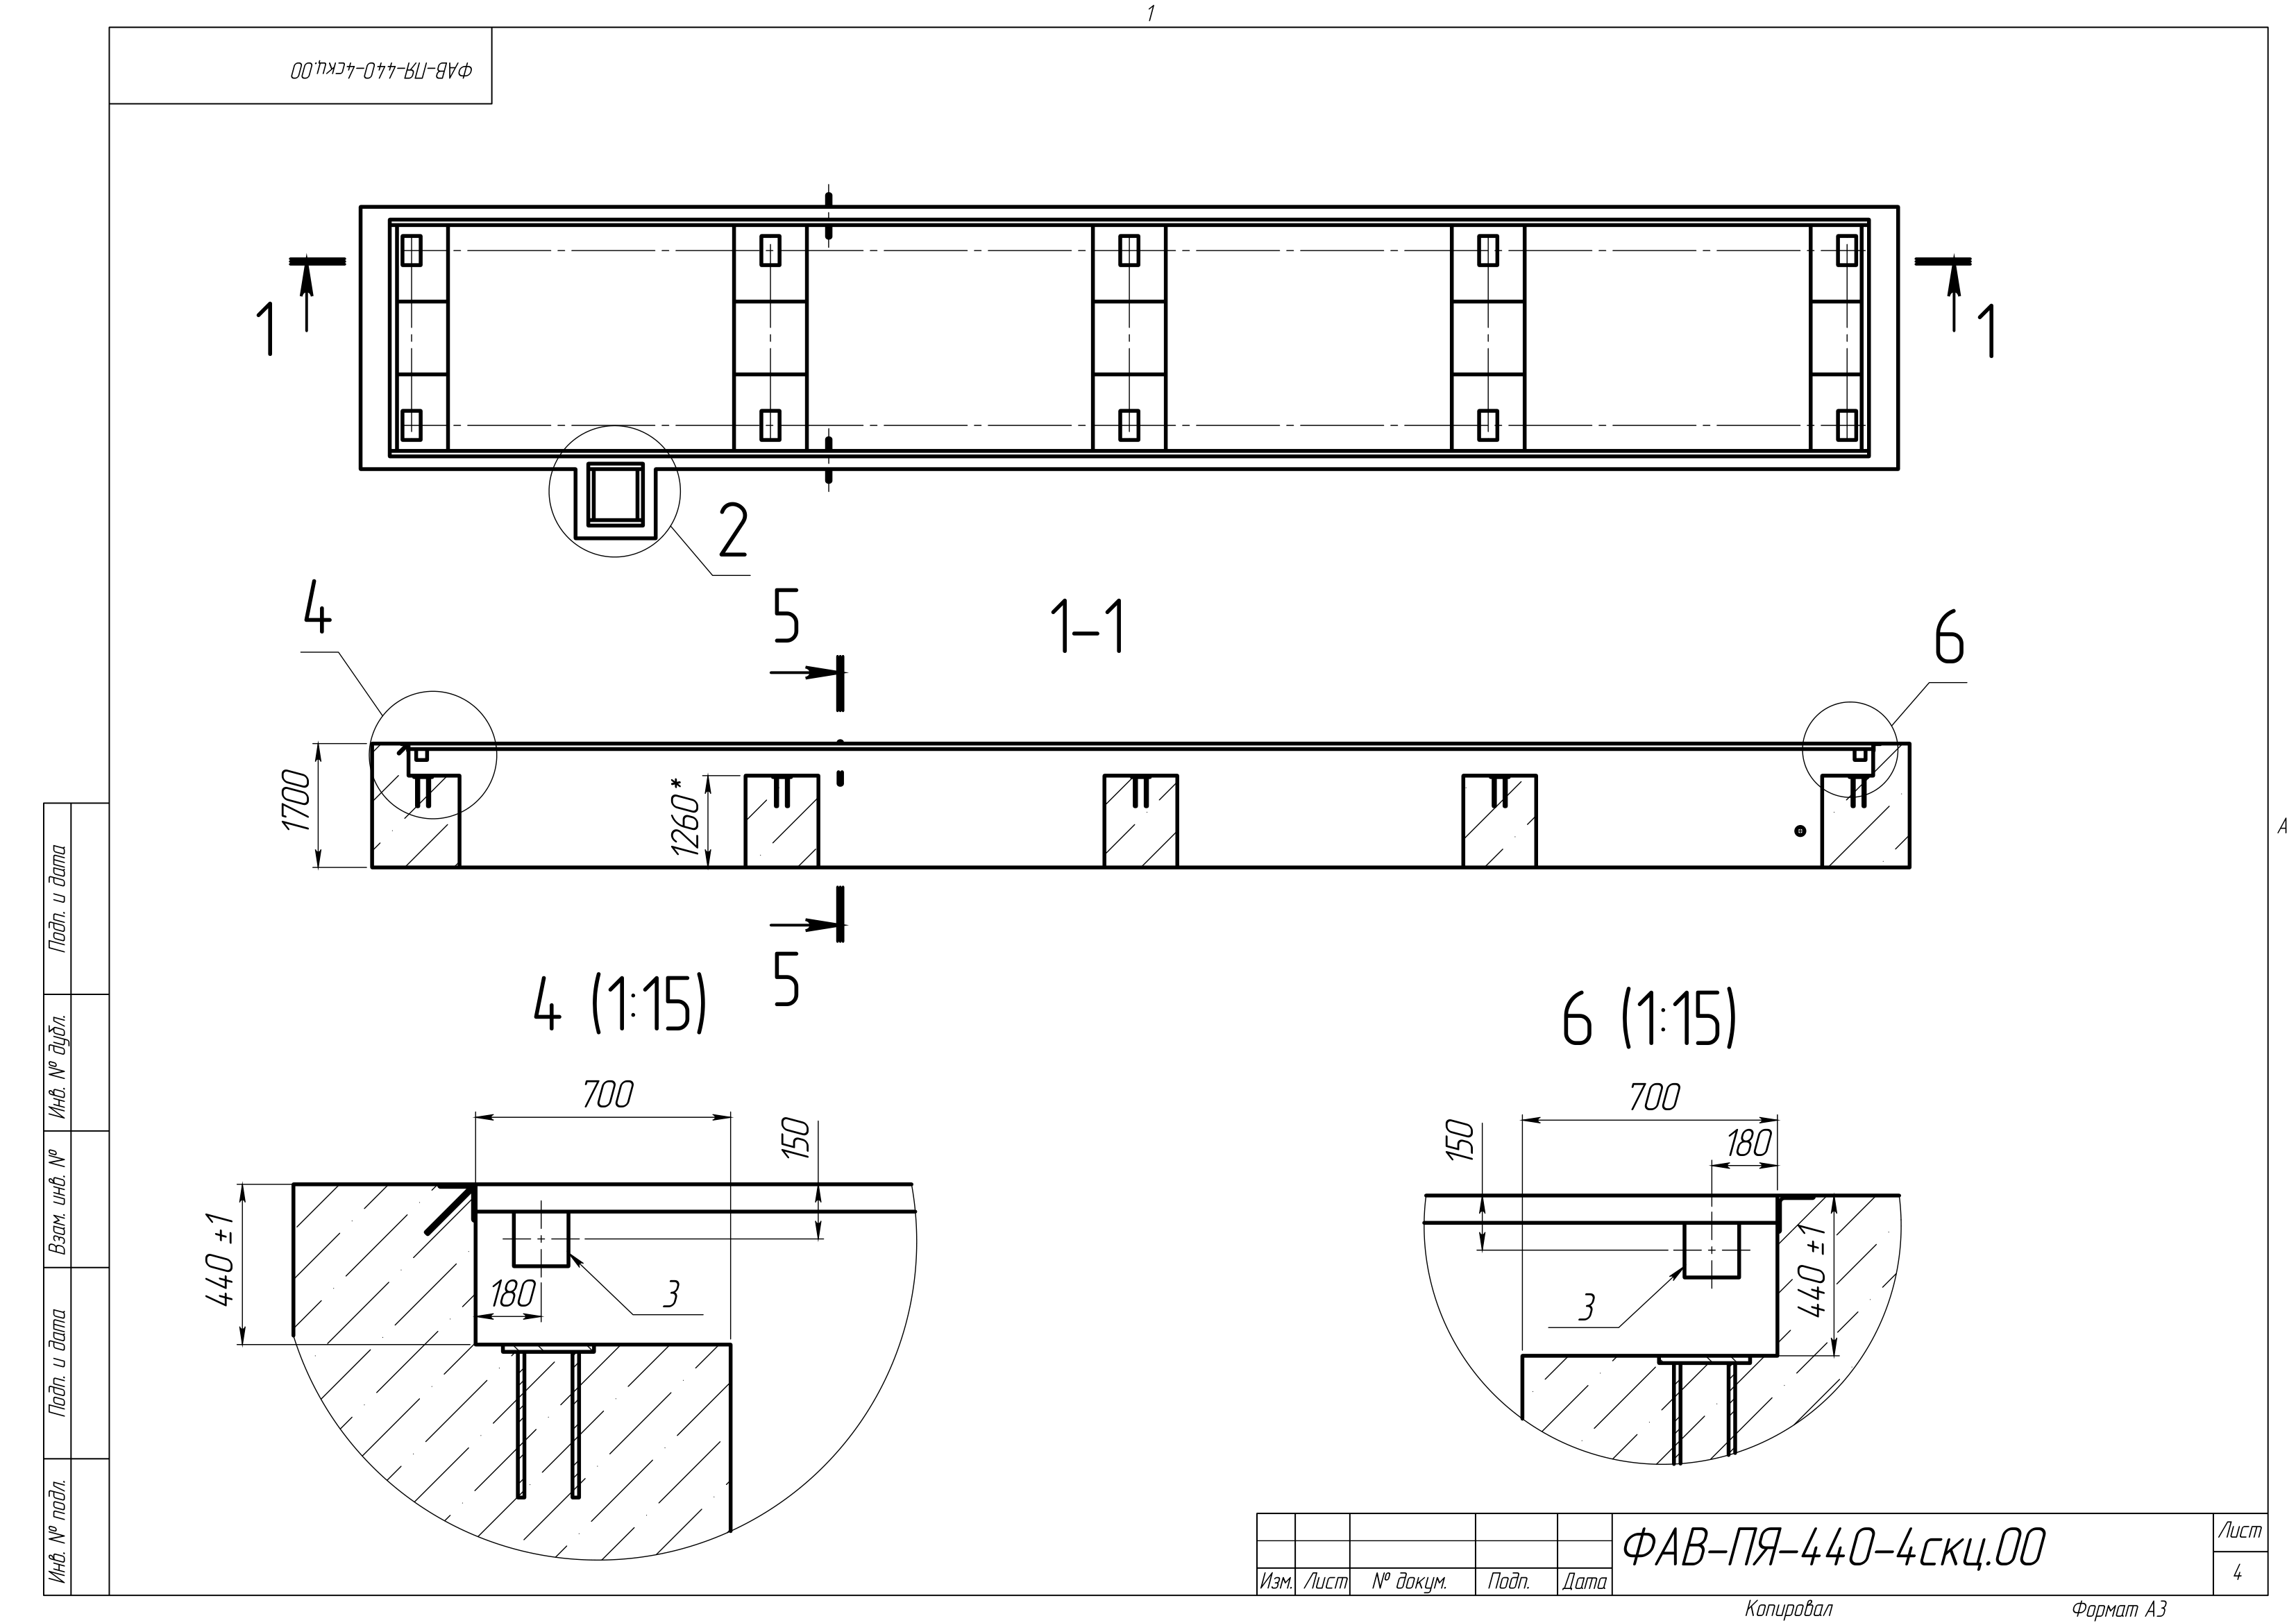 1
ФАВ-ПЯ-440-4скц.00
1
1
2
4
5
1-1
6
1700
1260*
А
5
4 (1:15)
6 (1:15)
700
150
440 ±1
180
3
700
150
180
440 ±1
3
Подп. и дата
Инв. № дубл.
Взам. инв. №
Подп. и дата
Инв. № подл.
ФАВ-ПЯ-440-4скц.00
Лист
4
Изм. Лист № докум. Подп. Дата
Копировал Формат А3